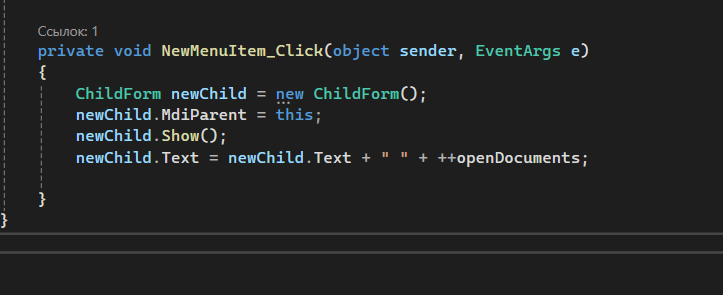 Ссылок: 1
private void NewMenuItem_Click(object sender, EventArgs e)
{
ChildForm newChild = new ChildForm();
newChild.MdiParent = this;
newChild.Show();
newChild.Text = newChild.Text + " " + ++openDocuments;
}
}